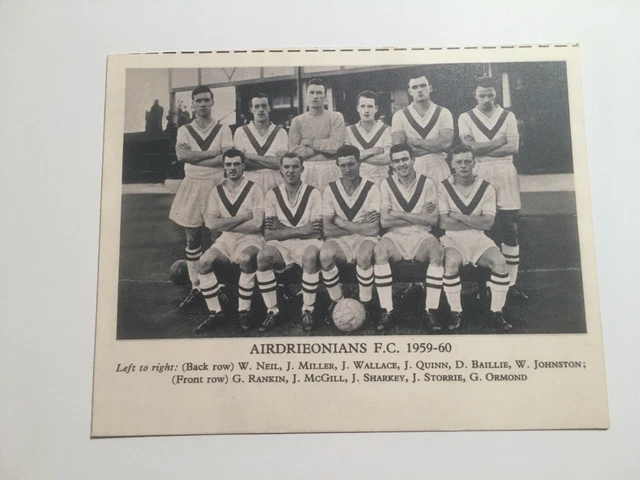 AIRDRIEONIANS F.C. 1959-60
Left to right: (Back row) W. Neil, J. Miller, J. Wallace, J. Quinn, D. Baillie, W. Johnston;
(Front row) G. Rankin, J. McGill, J. Sharkey, J. Storrie, G. Ormond